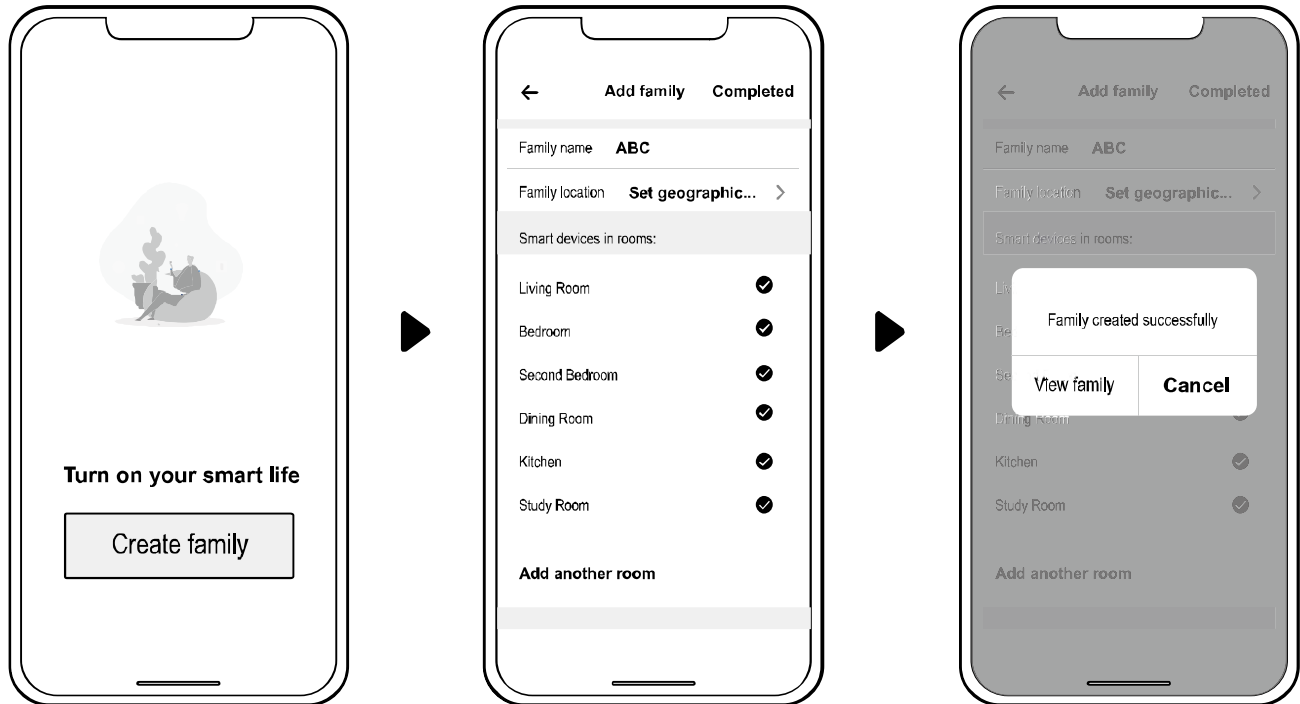 Turn on your smart life
Create family
Add family Completed
Family name ABC
Family location Set geographic...
Smart devices in rooms:
Living Room
Bedroom
Second Bedroom
Dining Room
Kitchen
Study Room
Add another room
Add family Completed
Family name ABC
Family location Set geographic...
Smart devices in rooms:
Liv
Be
Se
Family created successfully
View family Cancel
Dining Room
Kitchen
Study Room
Add another room